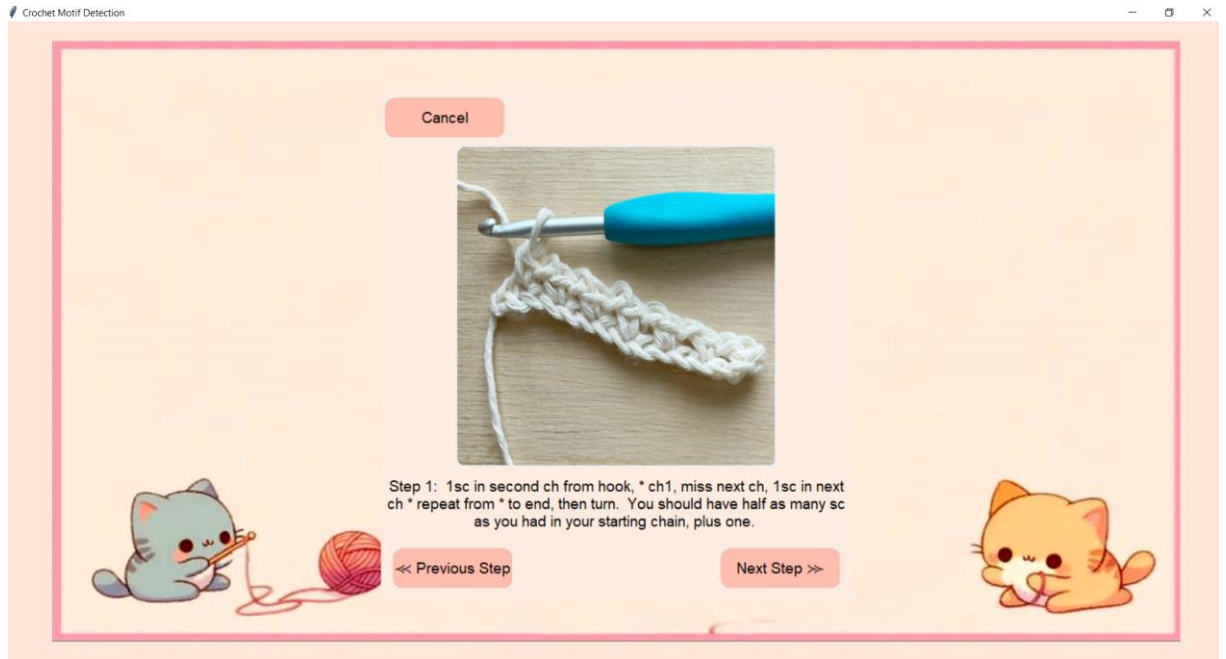 Crochet Motif Detection
Cancel
Step 1:  1sc in second ch from hook, * ch1, miss next ch, 1sc in next
ch * repeat from * to end, then turn.  You should have half as many sc
as you had in your starting chain, plus one.
<< Previous Step
Next Step >>